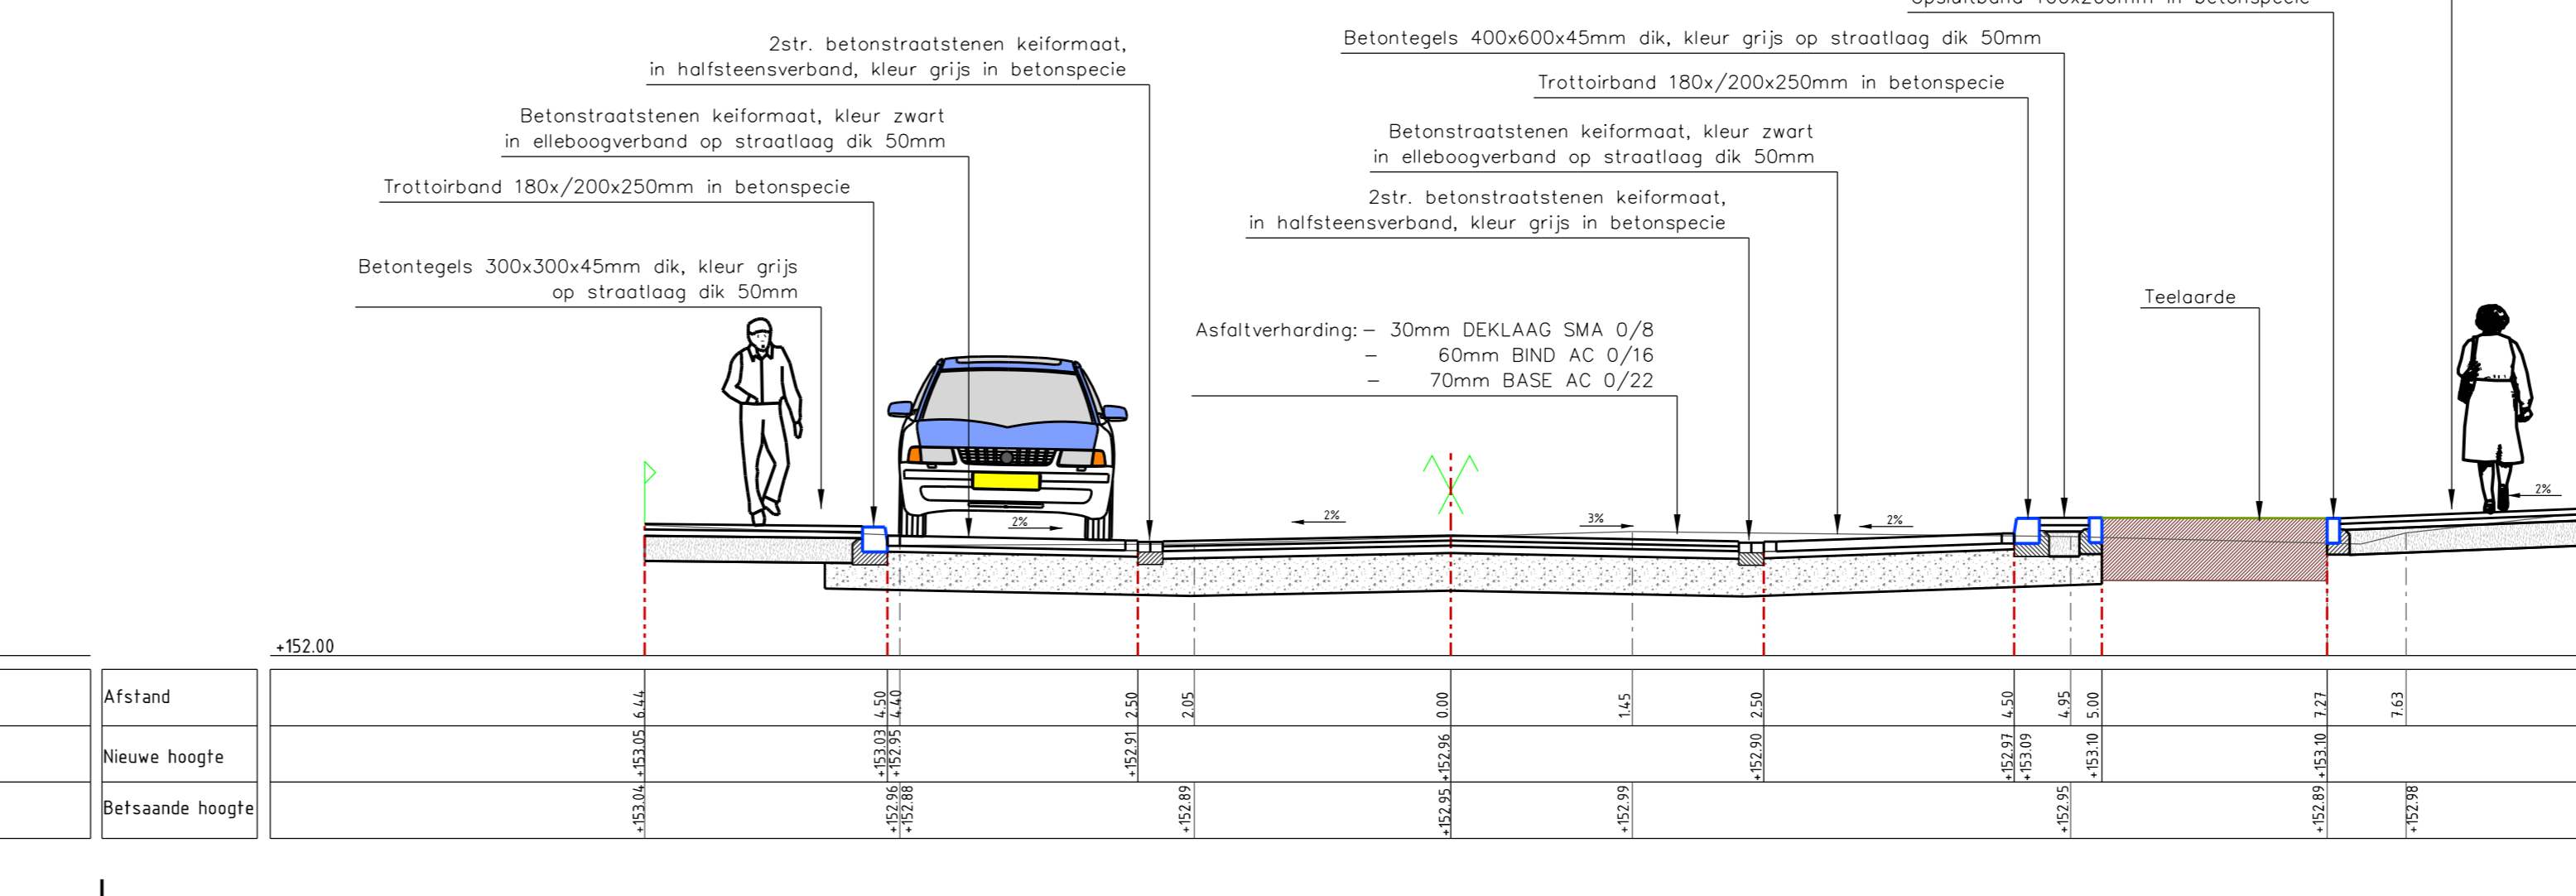 Opsluitband 100x200mm in betonspecie
Betontegels 400x600x45mm dik, kleur grijs op straatlaag dik 50mm
2str. betonstraatstenen keiformaat,
in halfsteensverband, kleur grijs in betonspecie
Trottoirband 180x/200x250mm in betonspecie
Betonstraatstenen keiformaat, kleur zwart
in elleboogverband op straatlaag dik 50mm
Betonstraatstenen keiformaat, kleur zwart
in elleboogverband op straatlaag dik 50mm
Trottoirband 180x/200x250mm in betonspecie
2str. betonstraatstenen keiformaat,
in halfsteensverband, kleur grijs in betonspecie
Betontegels 300x300x45mm dik, kleur grijs
op straatlaag dik 50mm
Teelaarde
Asfaltverharding: - 30mm DEKLAAG SMA 0/8
- 60mm BIND AC 0/16
- 70mm BASE AC 0/22
2% 2% 3% 2% 2%
+152.00
Afstand 6.44 4.50 4.40 2.50 2.05 0.00 1.45 2.50 4.50 4.95 5.00 7.27 7.63
Nieuwe hoogte +153.05 +153.03 +152.95 +152.91 +152.96 +152.90 +152.97 +153.09 +153.10 +153.10
Betsaande hoogte +153.04 +152.96 +152.88 +152.89 +152.95 +152.99 +152.95 +152.89 +152.98